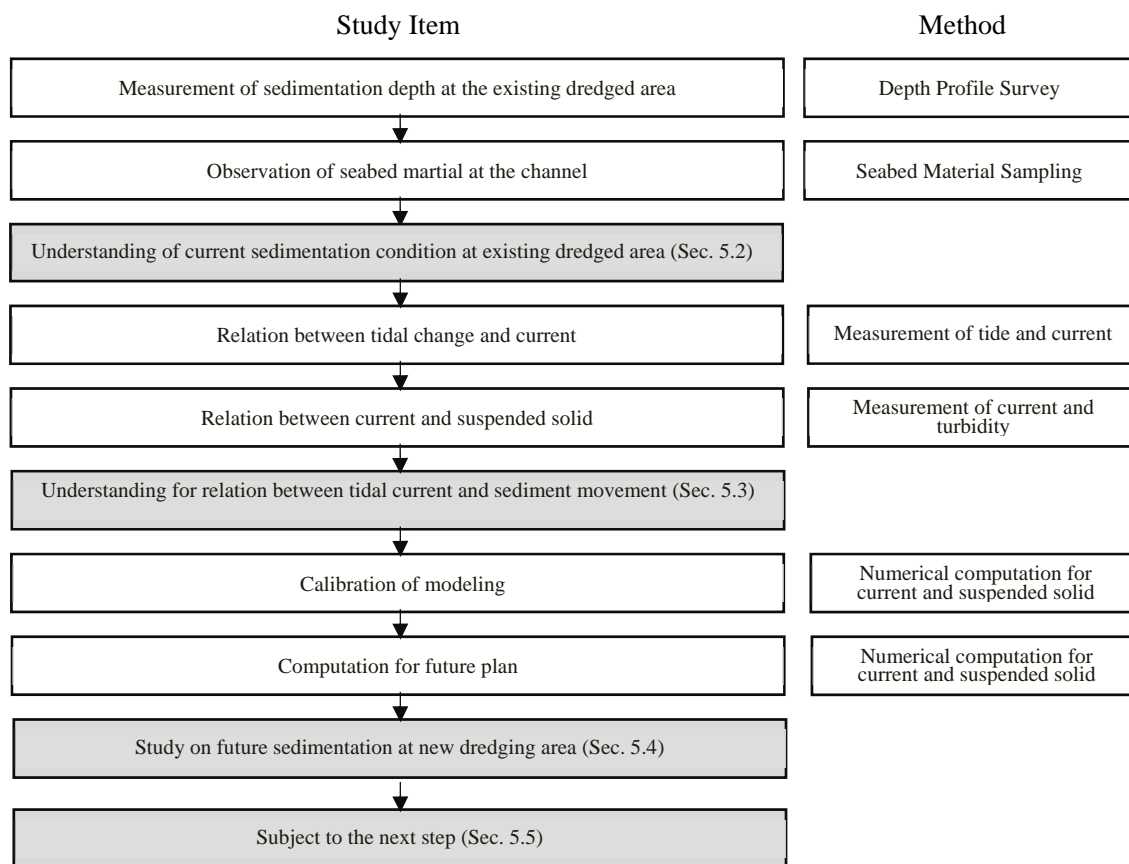 Study Item
Method
Measurement of sedimentation depth at the existing dredged area
Depth Profile Survey
Observation of seabed martial at the channel
Seabed Material Sampling
Understanding of current sedimentation condition at existing dredged area (Sec. 5.2)
Relation between tidal change and current
Measurement of tide and current
Relation between current and suspended solid
Measurement of current and
turbidity
Understanding for relation between tidal current and sediment movement (Sec. 5.3)
Calibration of modeling
Numerical computation for
current and suspended solid
Computation for future plan
Numerical computation for
current and suspended solid
Study on future sedimentation at new dredging area (Sec. 5.4)
Subject to the next step (Sec. 5.5)